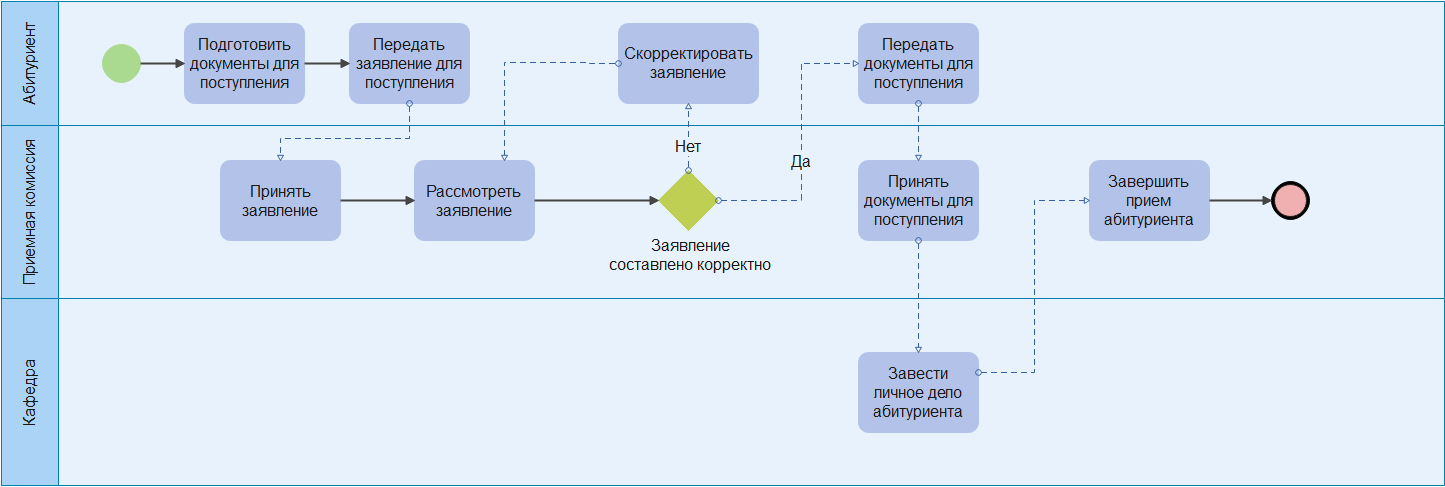 Абитуриент
Подготовить
документы для
поступления
Передать
заявление для
поступления
Скорректировать
заявление
Передать
документы для
поступления
Приемная комиссия
Принять
заявление
Рассмотреть
заявление
Нет
Да
Заявление
составлено корректно
Принять
документы для
поступления
Завершить
прием
абитуриента
Кафедра
Завести
личное дело
абитуриента